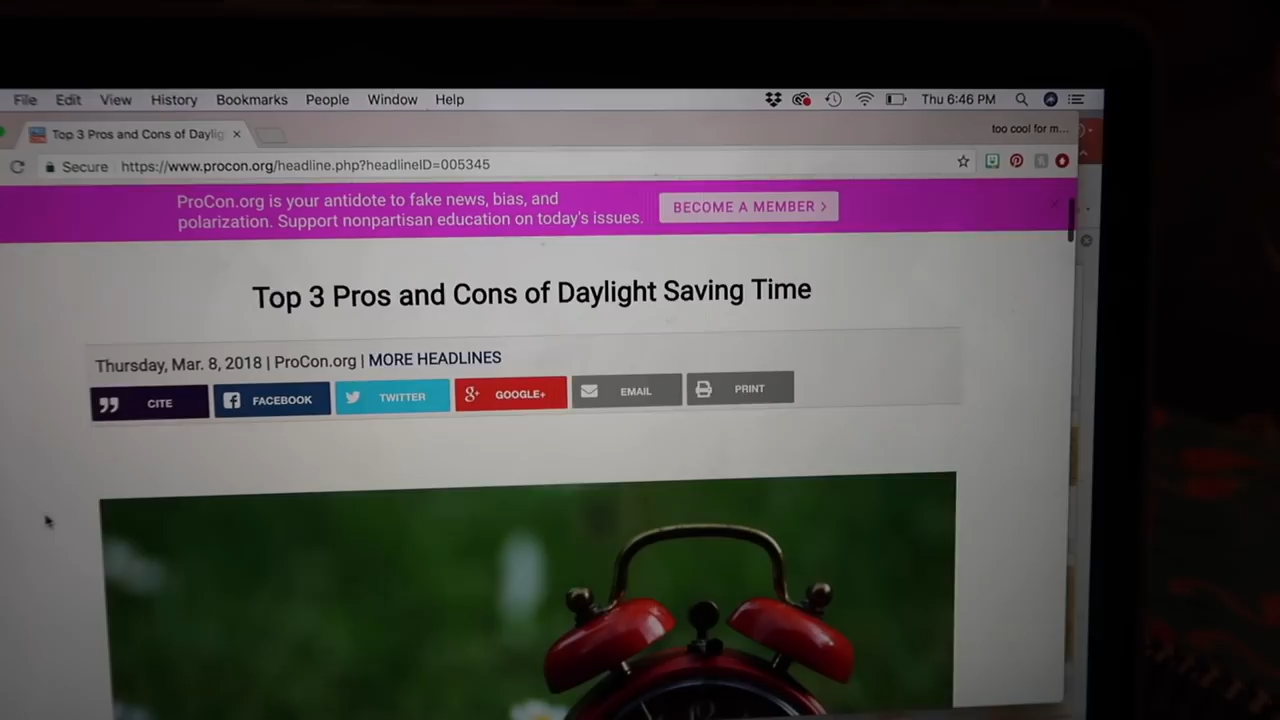 File Edit View History Bookmarks People Window Help Thu 6:46 PM
Top 3 Pros and Cons of Daylig too cool for m...
Secure https://www.procon.org/headline.php?headlineID=005345
ProCon.org is your antidote to fake news, bias, and
polarization. Support nonpartisan education on today's issues.
BECOME A MEMBER >
Top 3 Pros and Cons of Daylight Saving Time
Thursday, Mar. 8, 2018 | ProCon.org | MORE HEADLINES
CITE FACEBOOK TWITTER GOOGLE+ EMAIL PRINT